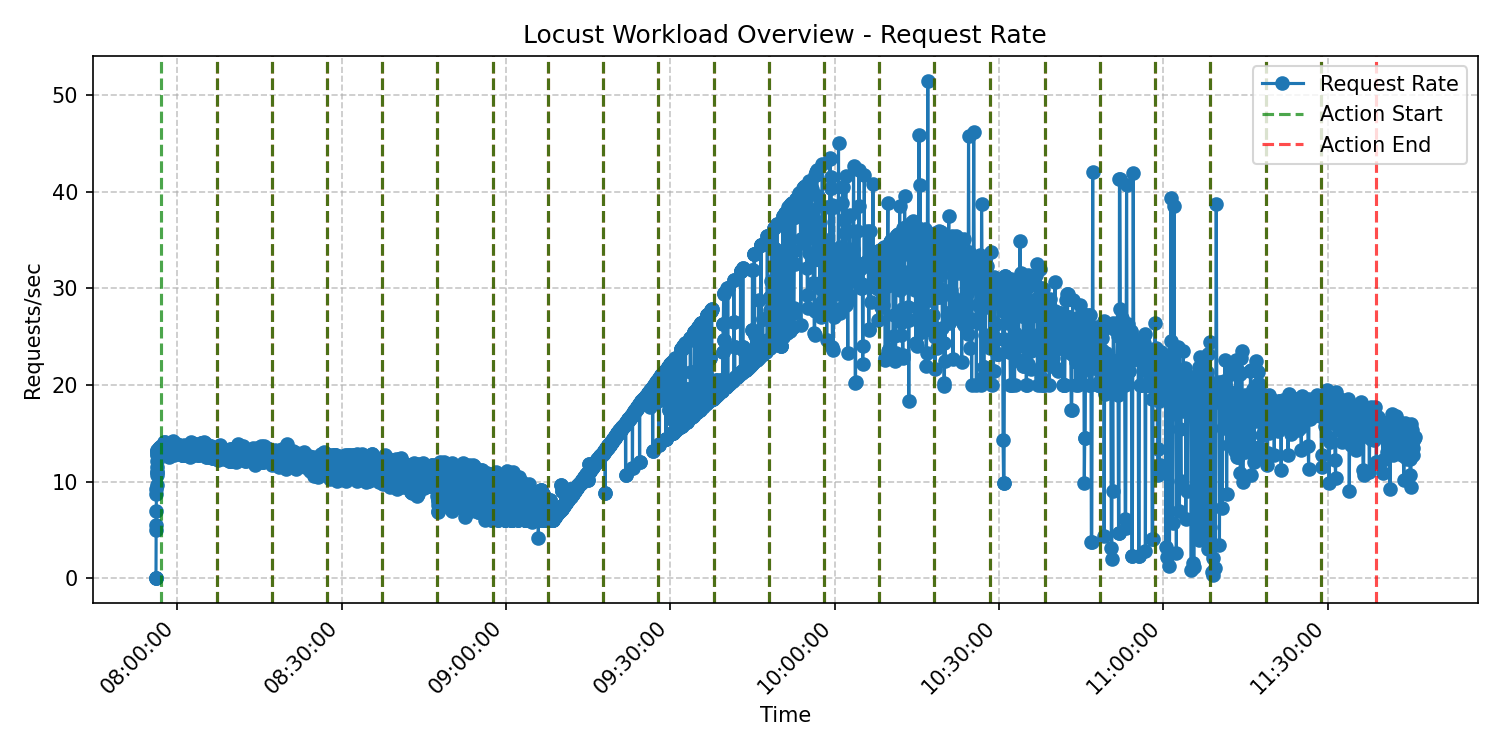 Locust Workload Overview - Request Rate
Requests/sec
50
40
30
20
10
0
Request Rate
Action Start
Action End
08:00:00
08:30:00
09:00:00
09:30:00
10:00:00
10:30:00
11:00:00
11:30:00
Time